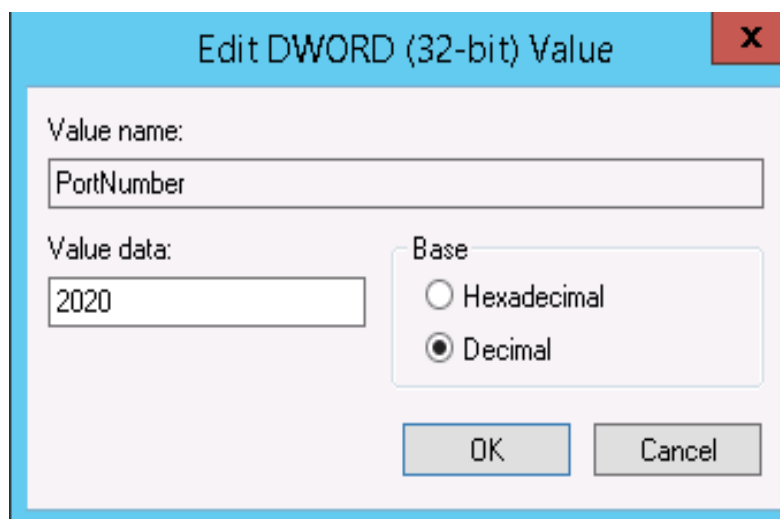 Edit DWORD (32-bit) Value
x
Value name:
PortNumber
Value data:
2020
Base
Hexadecimal
Decimal
OK
Cancel